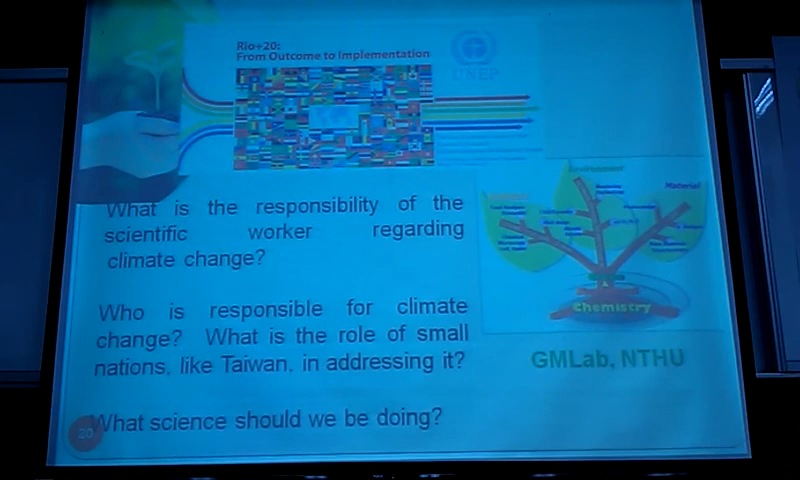 Rio+20:
From Outcome to Implementation
UNEP
What is the responsibility of the
scientific worker regarding
climate change?
Who is responsible for climate
change? What is the role of small
nations, like Taiwan, in addressing it?
What science should we be doing?
20
Environment
Material
Chemistry
GMLab, NTHU